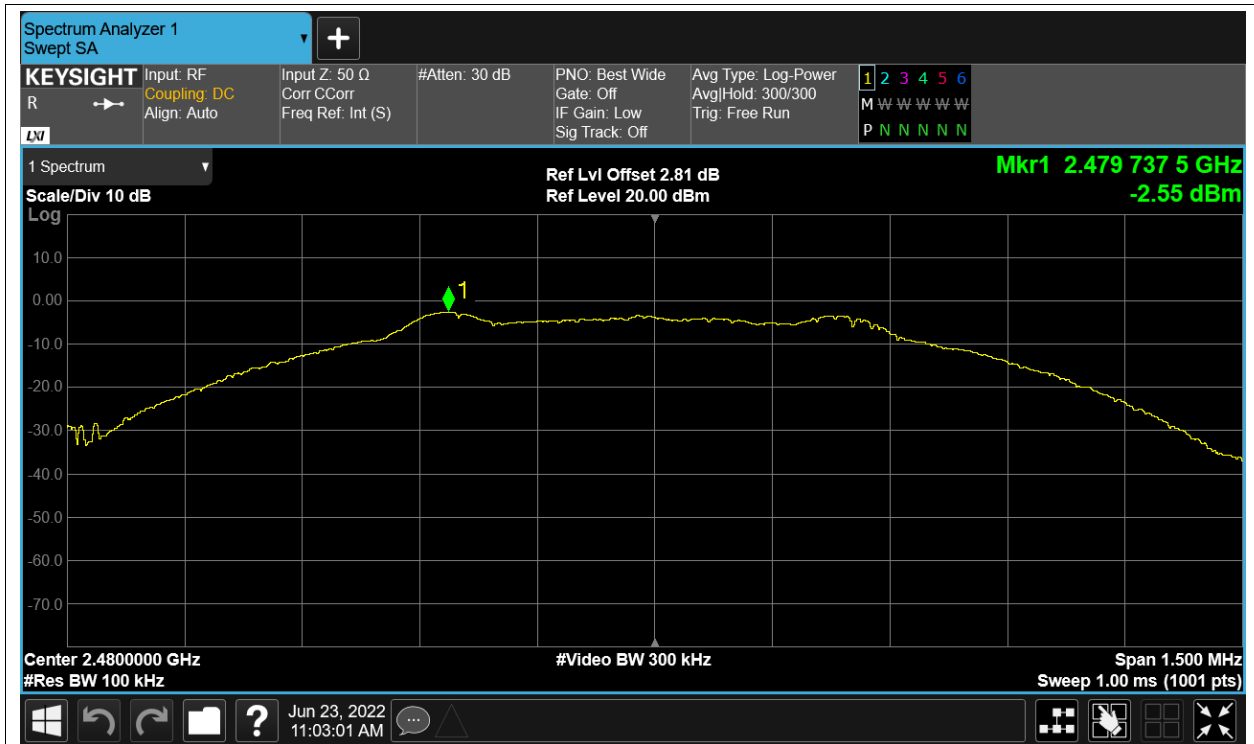 Spectrum Analyzer 1
Swept SA
+
KEYSIGHT
R
LXI
Input: RF
Coupling: DC
Align: Auto
Input Z: 50 Ω
Corr CCorr
Freq Ref: Int (S)
#Atten: 30 dB
PNO: Best Wide
Gate: Off
IF Gain: Low
Sig Track: Off
Avg Type: Log-Power
Avg|Hold: 300/300
Trig: Free Run
1 2 3 4 5 6
M W W W W W
P N N N N N
1 Spectrum
Scale/Div 10 dB
Ref Lvl Offset 2.81 dB
Ref Level 20.00 dBm
Mkr1 2.479 737 5 GHz
-2.55 dBm
Log
10.0
0.00
-10.0
-20.0
-30.0
-40.0
-50.0
-60.0
-70.0
1
Center 2.4800000 GHz
#Res BW 100 kHz
#Video BW 300 kHz
Span 1.500 MHz
Sweep 1.00 ms (1001 pts)
?
Jun 23, 2022
11:03:01 AM